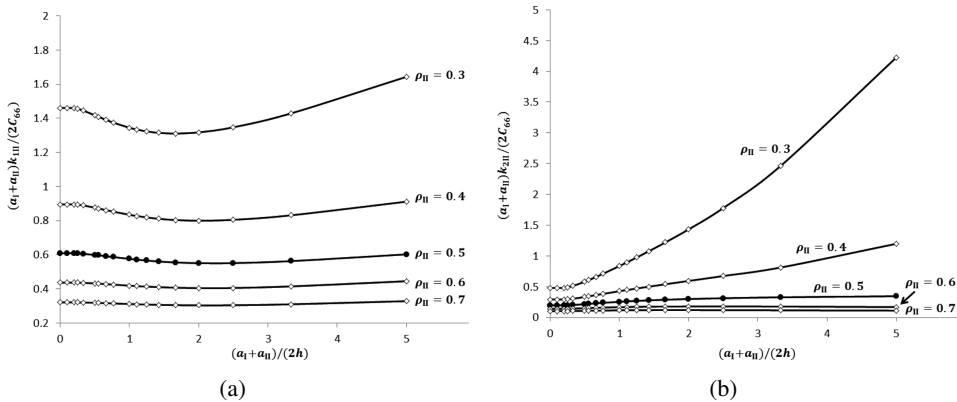 (a_I+a_II)k_1II/(2C_66)
2
1.8
1.6
1.4
1.2
1
0.8
0.6
0.4
0.2
ρ_II = 0.3
ρ_II = 0.4
ρ_II = 0.5
ρ_II = 0.6
ρ_II = 0.7
0 1 2 3 4 5
(a_I+a_II)/(2h)
(a)
(a_I+a_II)k_2II/(2C_66)
5
4.5
4
3.5
3
2.5
2
1.5
1
0.5
0
ρ_II = 0.3
ρ_II = 0.4
ρ_II = 0.5
ρ_II = 0.6
ρ_II = 0.7
0 1 2 3 4 5
(a_I+a_II)/(2h)
(b)